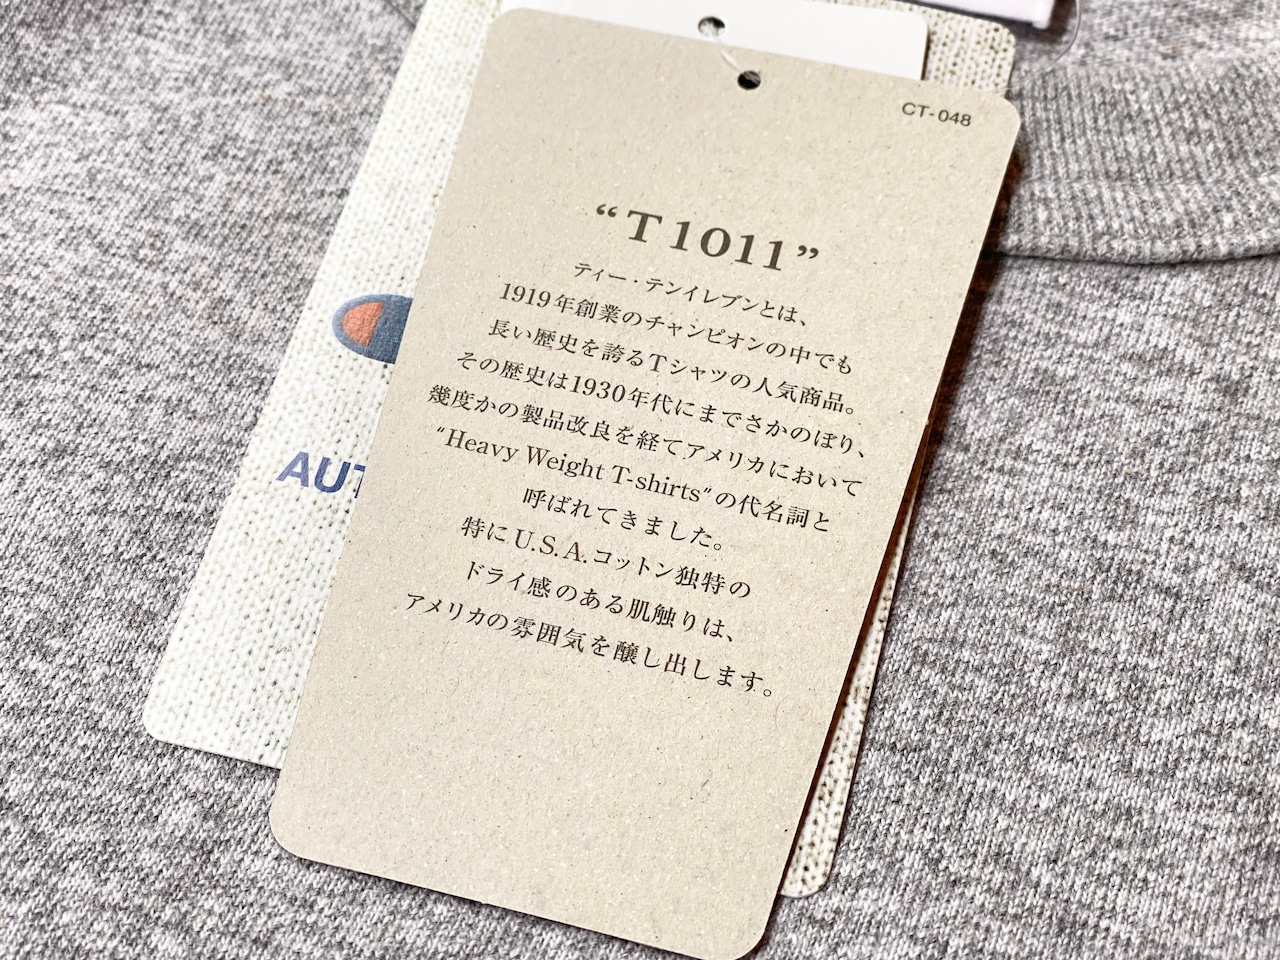 CT-048
“T1011”
ティー・テンイレブンとは、
1919年創業のチャンピオンの中でも
長い歴史を誇るTシャツの人気商品。
その歴史は1930年代にまでさかのぼり、
幾度かの製品改良を経てアメリカにおいて
"Heavy Weight T-shirts"の代名詞と
呼ばれてきました。
特にU.S.A.コットン独特の
ドライ感のある肌触りは、
アメリカの雰囲気を醸し出します。
AUT